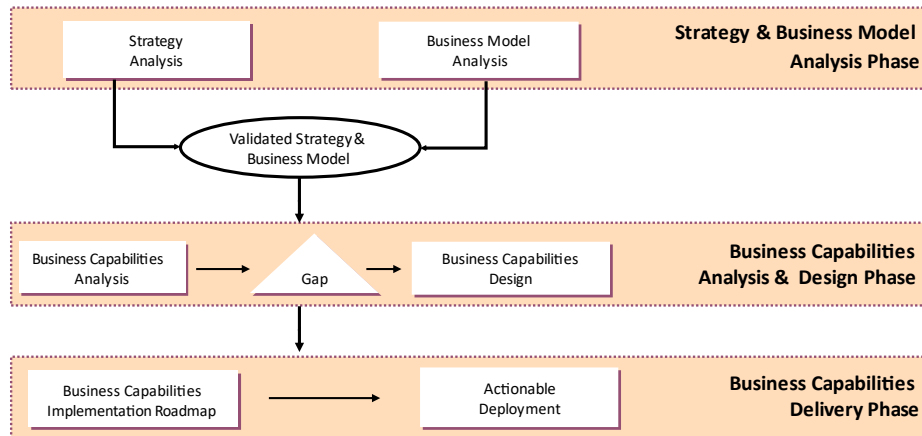 Strategy
Analysis
Business Model
Analysis
Strategy & Business Model
Analysis Phase
Validated Strategy &
Business Model
Business Capabilities
Analysis
Gap
Business Capabilities
Design
Business Capabilities
Analysis & Design Phase
Business Capabilities
Implementation Roadmap
Actionable
Deployment
Business Capabilities
Delivery Phase